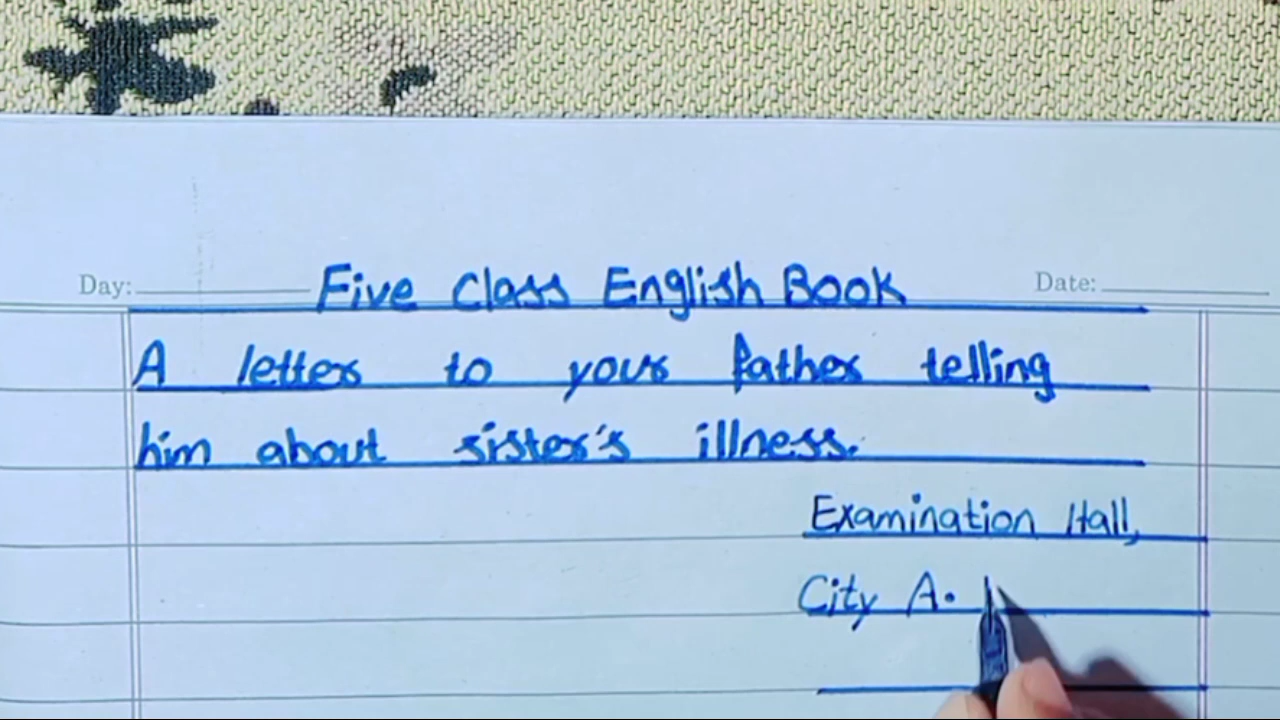 Day: Five Class English Book Date:
A letter to your father telling
him about sister's illness.
Examination Hall,
City A.